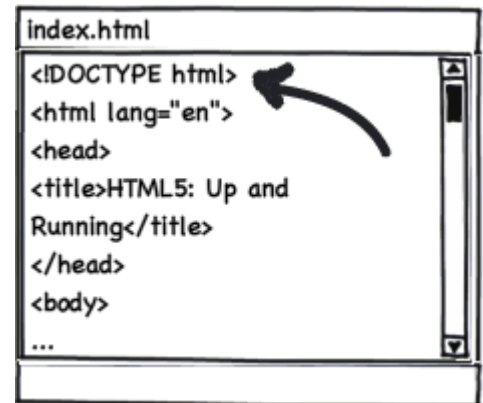 index.html
<!DOCTYPE html>
<html lang="en">
<head>
<title>HTML5: Up and
Running</title>
</head>
<body>
...